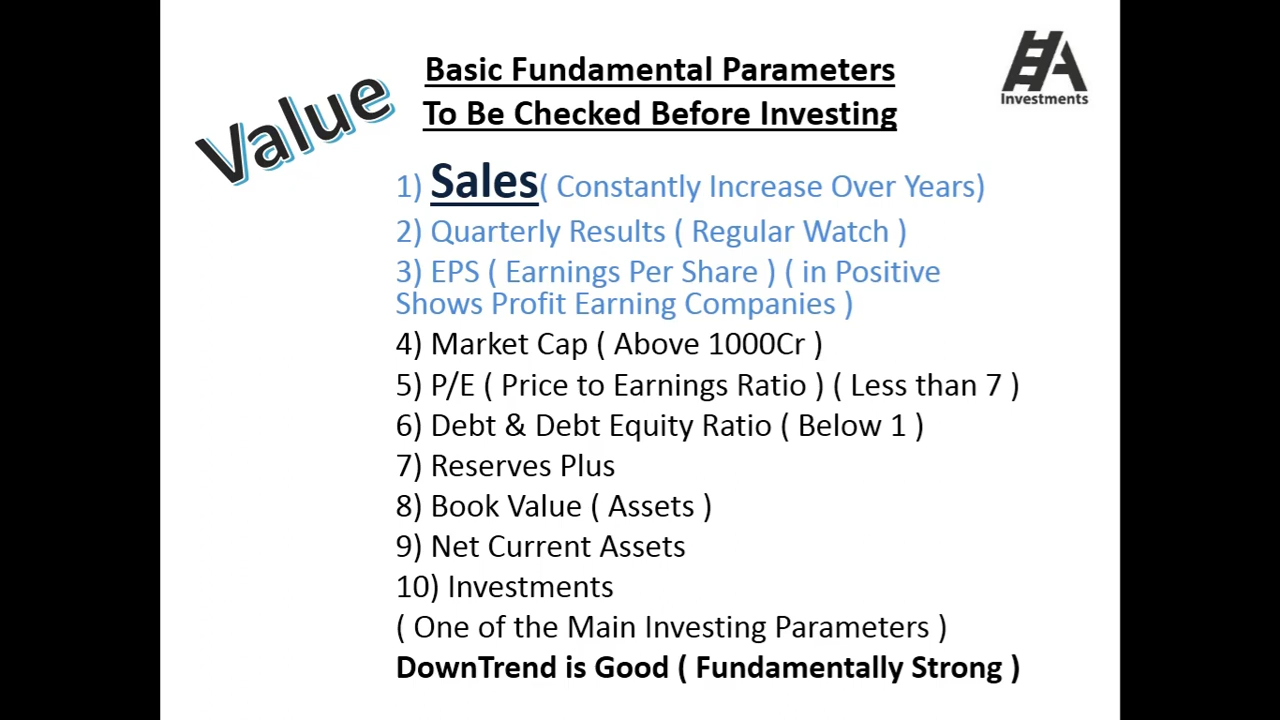 Value
Basic Fundamental Parameters
To Be Checked Before Investing
HA
Investments
1) Sales( Constantly Increase Over Years)
2) Quarterly Results ( Regular Watch )
3) EPS ( Earnings Per Share ) ( in Positive
Shows Profit Earning Companies )
4) Market Cap ( Above 1000Cr )
5) P/E ( Price to Earnings Ratio ) ( Less than 7 )
6) Debt & Debt Equity Ratio ( Below 1 )
7) Reserves Plus
8) Book Value ( Assets )
9) Net Current Assets
10) Investments
( One of the Main Investing Parameters )
DownTrend is Good ( Fundamentally Strong )